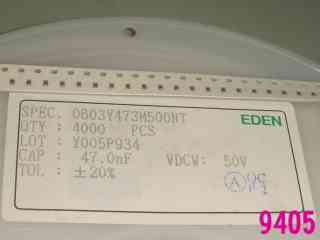 SPEC. 0603Y473M500NT
EDEN
QTY : 4000 PCS
LOT : Y005P934
CAP : 47.0nF VDCW: 50V
TOL : ±20%
A
9405